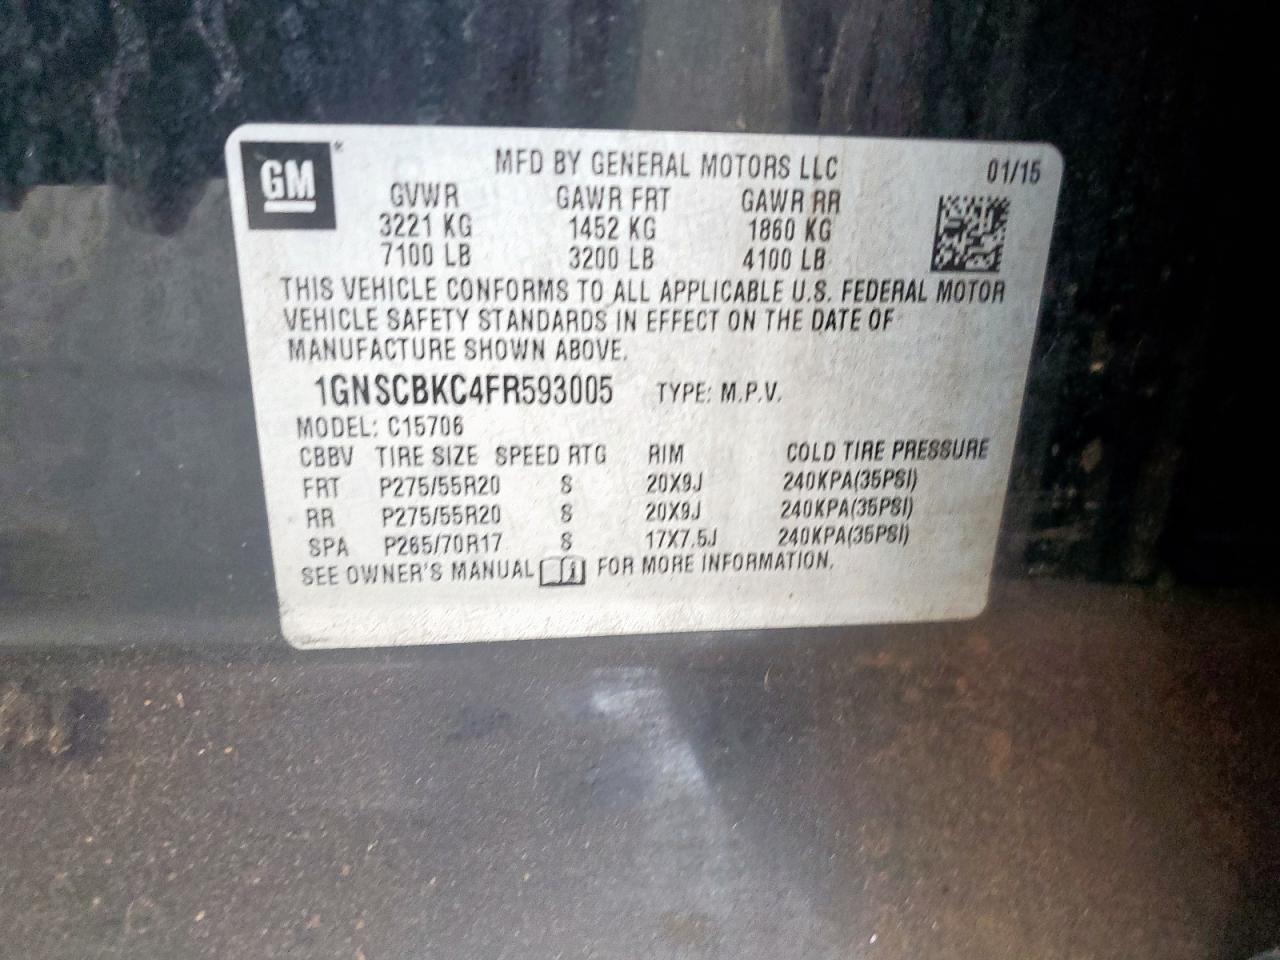 GM
MFD BY GENERAL MOTORS LLC 01/15
GVWR GAWR FRT GAWR RR
3221 KG 1452 KG 1860 KG
7100 LB 3200 LB 4100 LB
THIS VEHICLE CONFORMS TO ALL APPLICABLE U.S. FEDERAL MOTOR
VEHICLE SAFETY STANDARDS IN EFFECT ON THE DATE OF
MANUFACTURE SHOWN ABOVE.
1GNSCBKC4FR593005 TYPE: M.P.V.
MODEL: C15706
CBBV TIRE SIZE SPEED RTG RIM COLD TIRE PRESSURE
FRT P275/55R20 S 20X9J 240KPA(35PSI)
RR P275/55R20 S 20X9J 240KPA(35PSI)
SPA P265/70R17 S 17X7.5J 240KPA(35PSI)
SEE OWNER'S MANUAL FOR MORE INFORMATION.